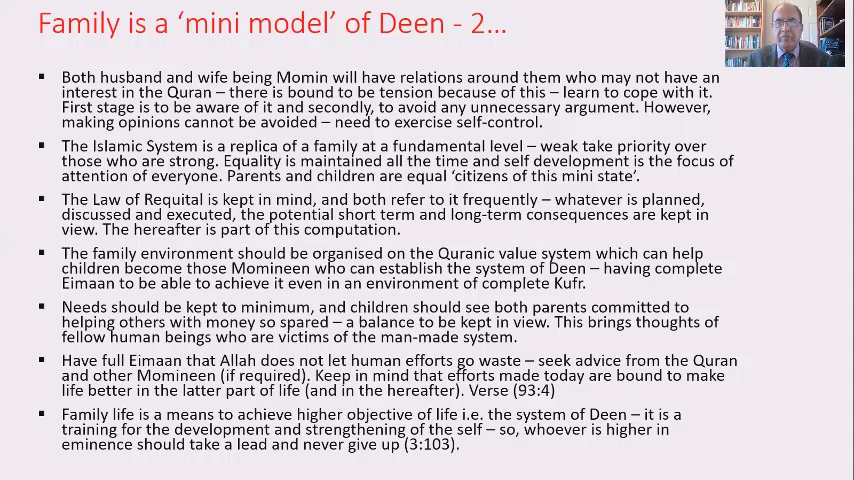 Family is a ‘mini model’ of Deen - 2…
▪ Both husband and wife being Momin will have relations around them who may not have an
interest in the Quran – there is bound to be tension because of this – learn to cope with it.
First stage is to be aware of it and secondly, to avoid any unnecessary argument. However,
making opinions cannot be avoided – need to exercise self-control.
▪ The Islamic System is a replica of a family at a fundamental level – weak take priority over
those who are strong. Equality is maintained all the time and self development is the focus of
attention of everyone. Parents and children are equal ‘citizens of this mini state’.
▪ The Law of Requital is kept in mind, and both refer to it frequently – whatever is planned,
discussed and executed, the potential short term and long-term consequences are kept in
view. The hereafter is part of this computation.
▪ The family environment should be organised on the Quranic value system which can help
children become those Momineen who can establish the system of Deen – having complete
Eimaan to be able to achieve it even in an environment of complete Kufr.
▪ Needs should be kept to minimum, and children should see both parents committed to
helping others with money so spared – a balance to be kept in view. This brings thoughts of
fellow human beings who are victims of the man-made system.
▪ Have full Eimaan that Allah does not let human efforts go waste – seek advice from the Quran
and other Momineen (if required). Keep in mind that efforts made today are bound to make
life better in the latter part of life (and in the hereafter). Verse (93:4)
▪ Family life is a means to achieve higher objective of life i.e. the system of Deen – it is a
training for the development and strengthening of the self – so, whoever is higher in
eminence should take a lead and never give up (3:103).